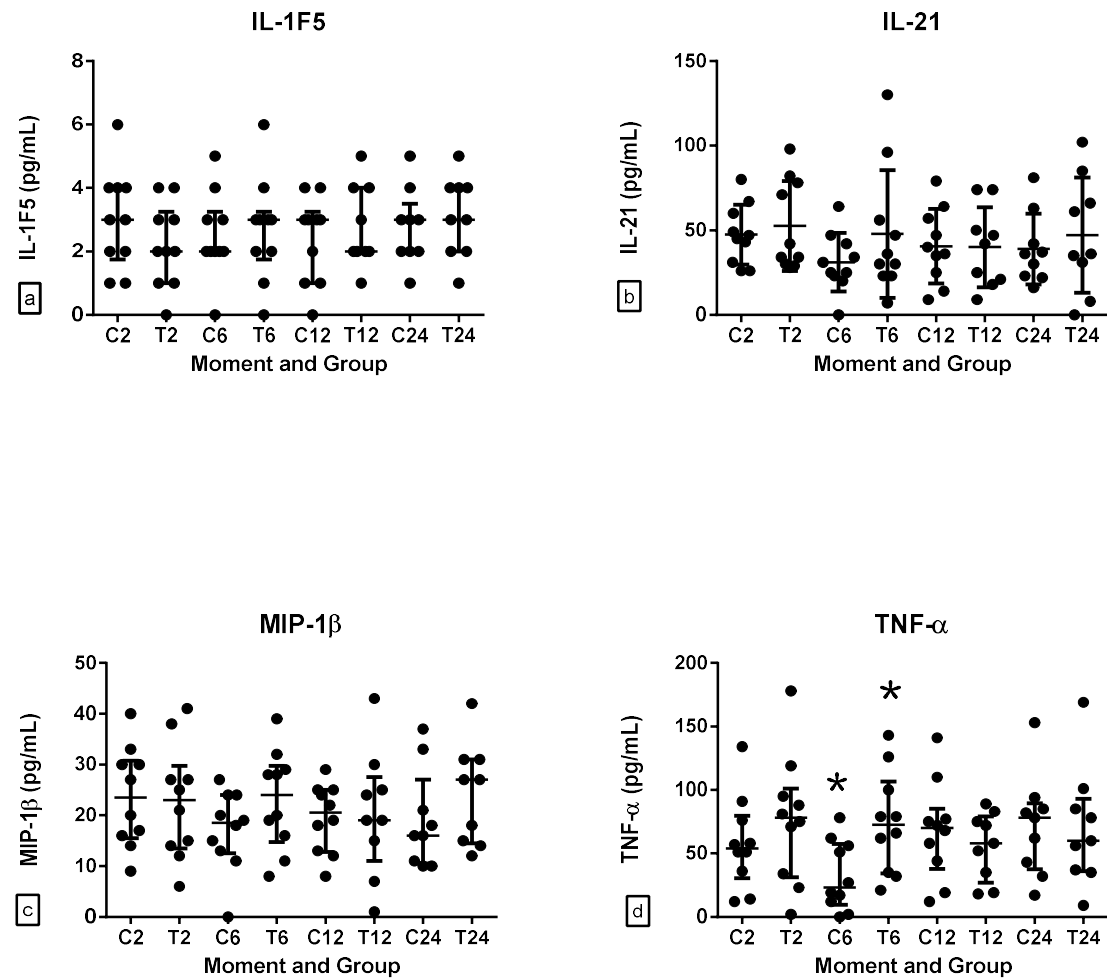 IL-1F5
IL-1F5 (pg/mL)
8
6
4
2
0
C2 T2 C6 T6 C12 T12 C24 T24
Moment and Group
a
IL-21
IL-21 (pg/mL)
150
100
50
0
C2 T2 C6 T6 C12 T12 C24 T24
Moment and Group
b
MIP-1β
MIP-1β (pg/mL)
50
40
30
20
10
0
C2 T2 C6 T6 C12 T12 C24 T24
Moment and Group
c
TNF-α
TNF-α (pg/mL)
200
150
100
50
0
* *
C2 T2 C6 T6 C12 T12 C24 T24
Moment and Group
d